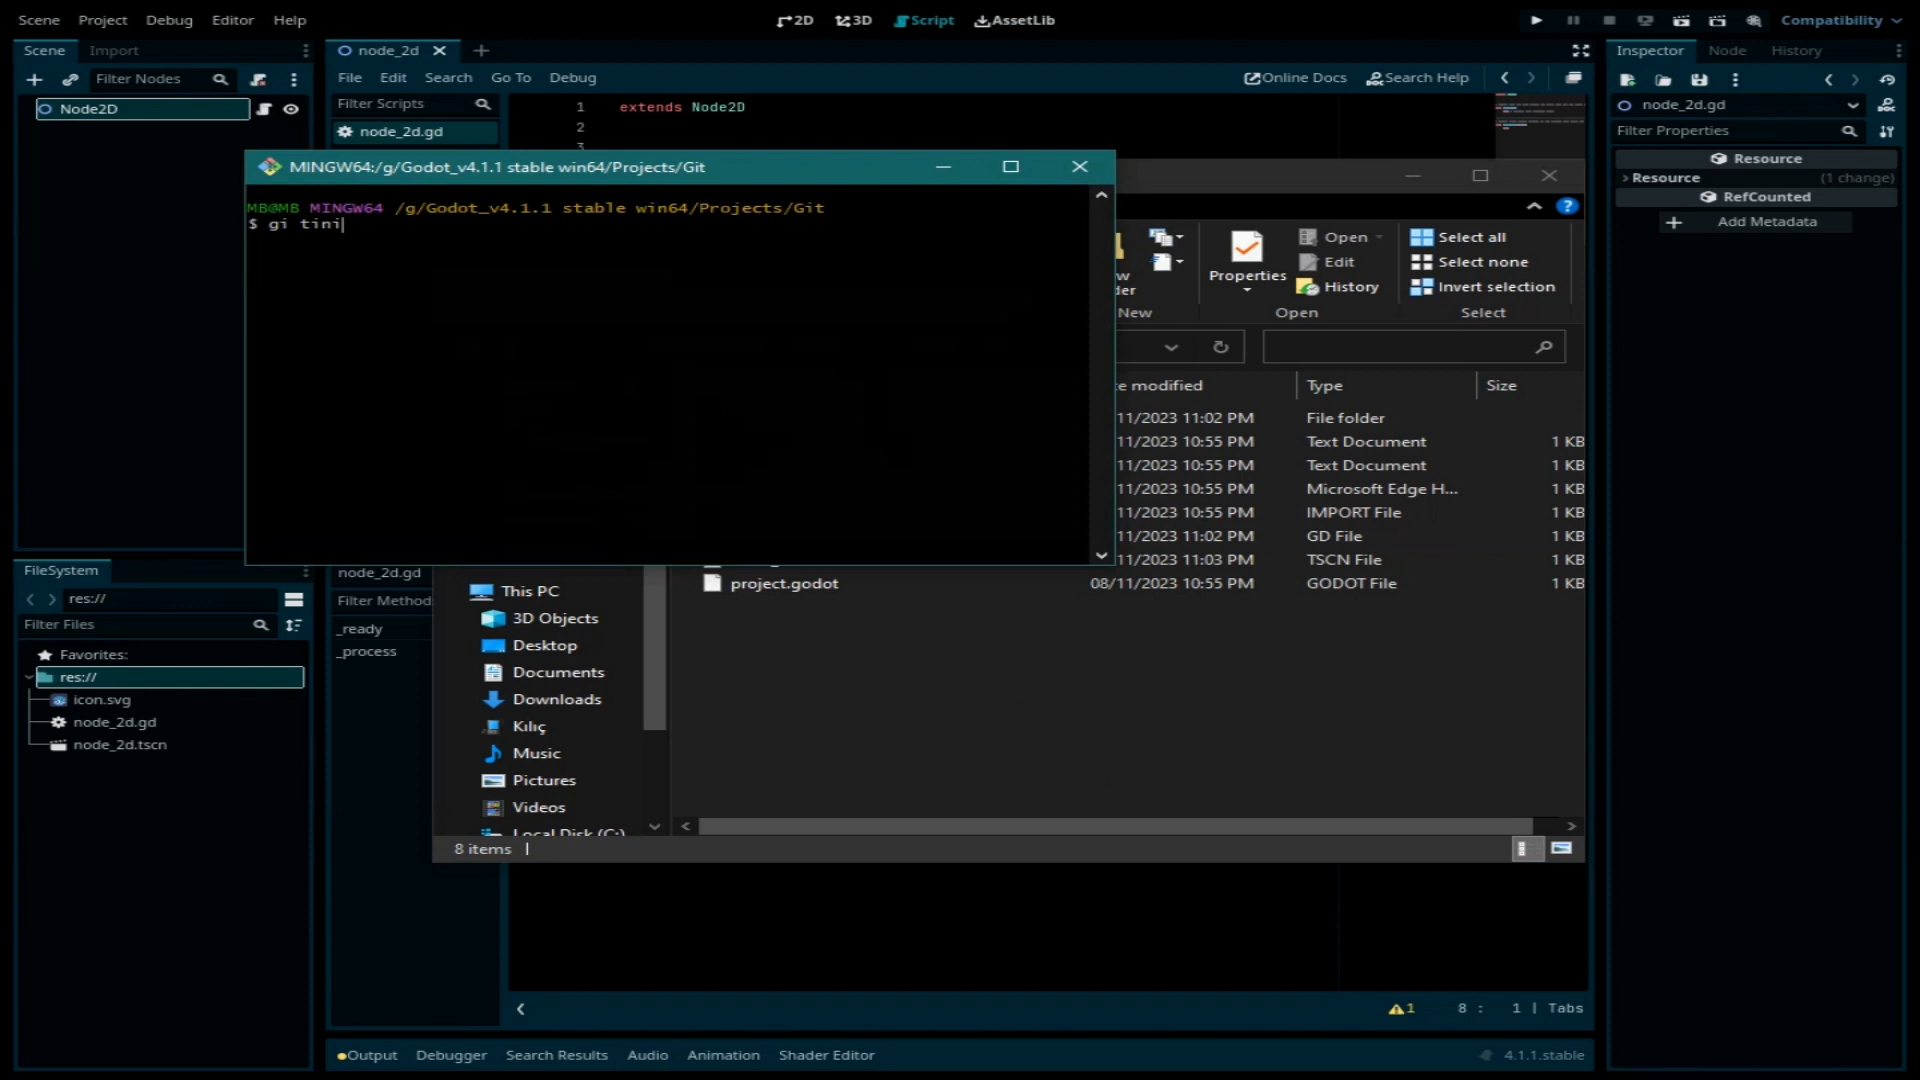 Scene Project Debug Editor Help
2D 3D Script AssetLib
Compatibility
Scene Import
Filter Nodes
Node2D
node_2d
File Edit Search Go To Debug
Online Docs Search Help
Filter Scripts
node_2d.gd
1 extends Node2D
2
3
Inspector Node History
node_2d.gd
Filter Properties
Resource
Resource (1 change)
RefCounted
Add Metadata
MINGW64:/g/Godot_v4.1.1 stable win64/Projects/Git
MB@MB MINGW64 /g/Godot_v4.1.1 stable win64/Projects/Git
$ gi tini
Properties
Open
Edit
History
Select all
Select none
Invert selection
New Open Select
modified Type Size
11/2023 11:02 PM File folder
11/2023 10:55 PM Text Document 1 KB
11/2023 10:55 PM Text Document 1 KB
11/2023 10:55 PM Microsoft Edge H... 1 KB
11/2023 10:55 PM IMPORT File 1 KB
11/2023 11:02 PM GD File 1 KB
11/2023 11:03 PM TSCN File 1 KB
project.godot 08/11/2023 10:55 PM GODOT File 1 KB
This PC
3D Objects
Desktop
Documents
Downloads
Kılıç
Music
Pictures
Videos
Local Disk (C:)
8 items
FileSystem
res://
Filter Files
Favorites:
res://
icon.svg
node_2d.gd
node_2d.tscn
node_2d.gd
Filter Method
_ready
_process
1 8 : 1 | Tabs
Output Debugger Search Results Audio Animation Shader Editor
4.1.1.stable